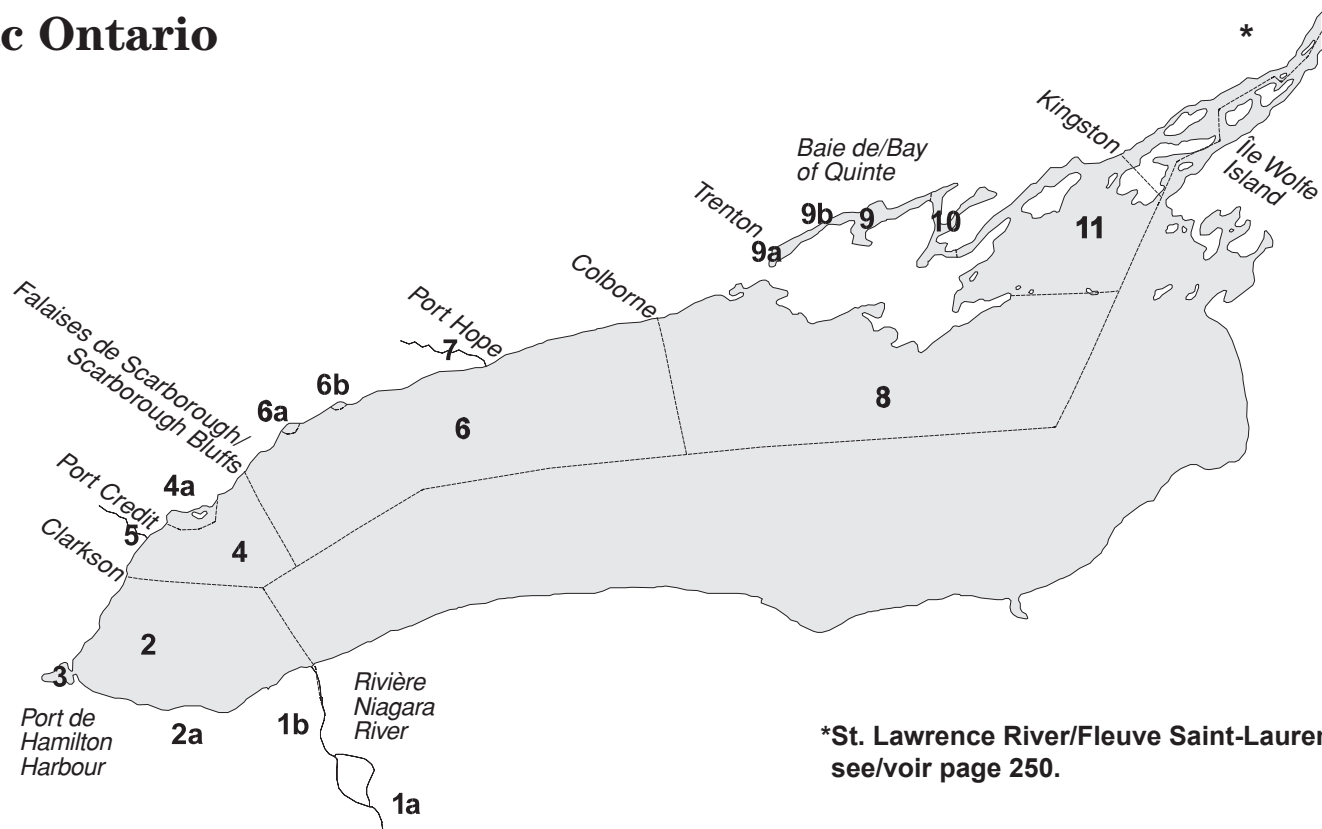 c Ontario
*
Kingston
Île Wolfe
Island
Baie de/Bay
of Quinte
Trenton
9b
9
10
11
9a
Colborne
Port Hope
7
Falaises de Scarborough/
Scarborough Bluffs
6b
6a
6
8
Port Credit
4a
5
4
Clarkson
2
3
Port de
Hamilton
Harbour
2a
1b
Rivière
Niagara
River
1a
*St. Lawrence River/Fleuve Saint-Lauren
see/voir page 250.